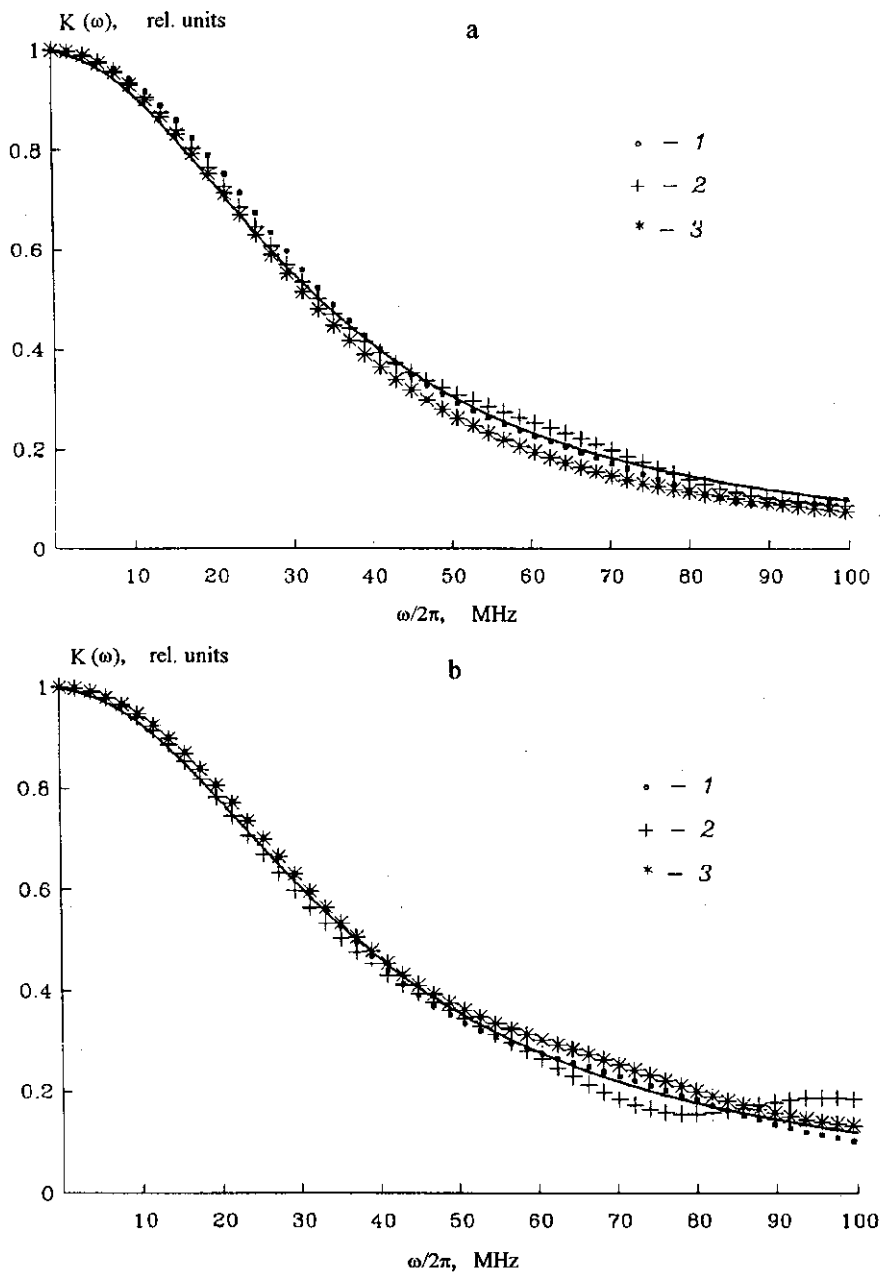 K (ω), rel. units
a
1
0.8
0.6
0.4
0.2
0
∘ – 1
+ – 2
* – 3
10 20 30 40 50 60 70 80 90 100
ω/2π, MHz
K (ω), rel. units
b
1
0.8
0.6
0.4
0.2
0
∘ – 1
+ – 2
* – 3
10 20 30 40 50 60 70 80 90 100
ω/2π, MHz